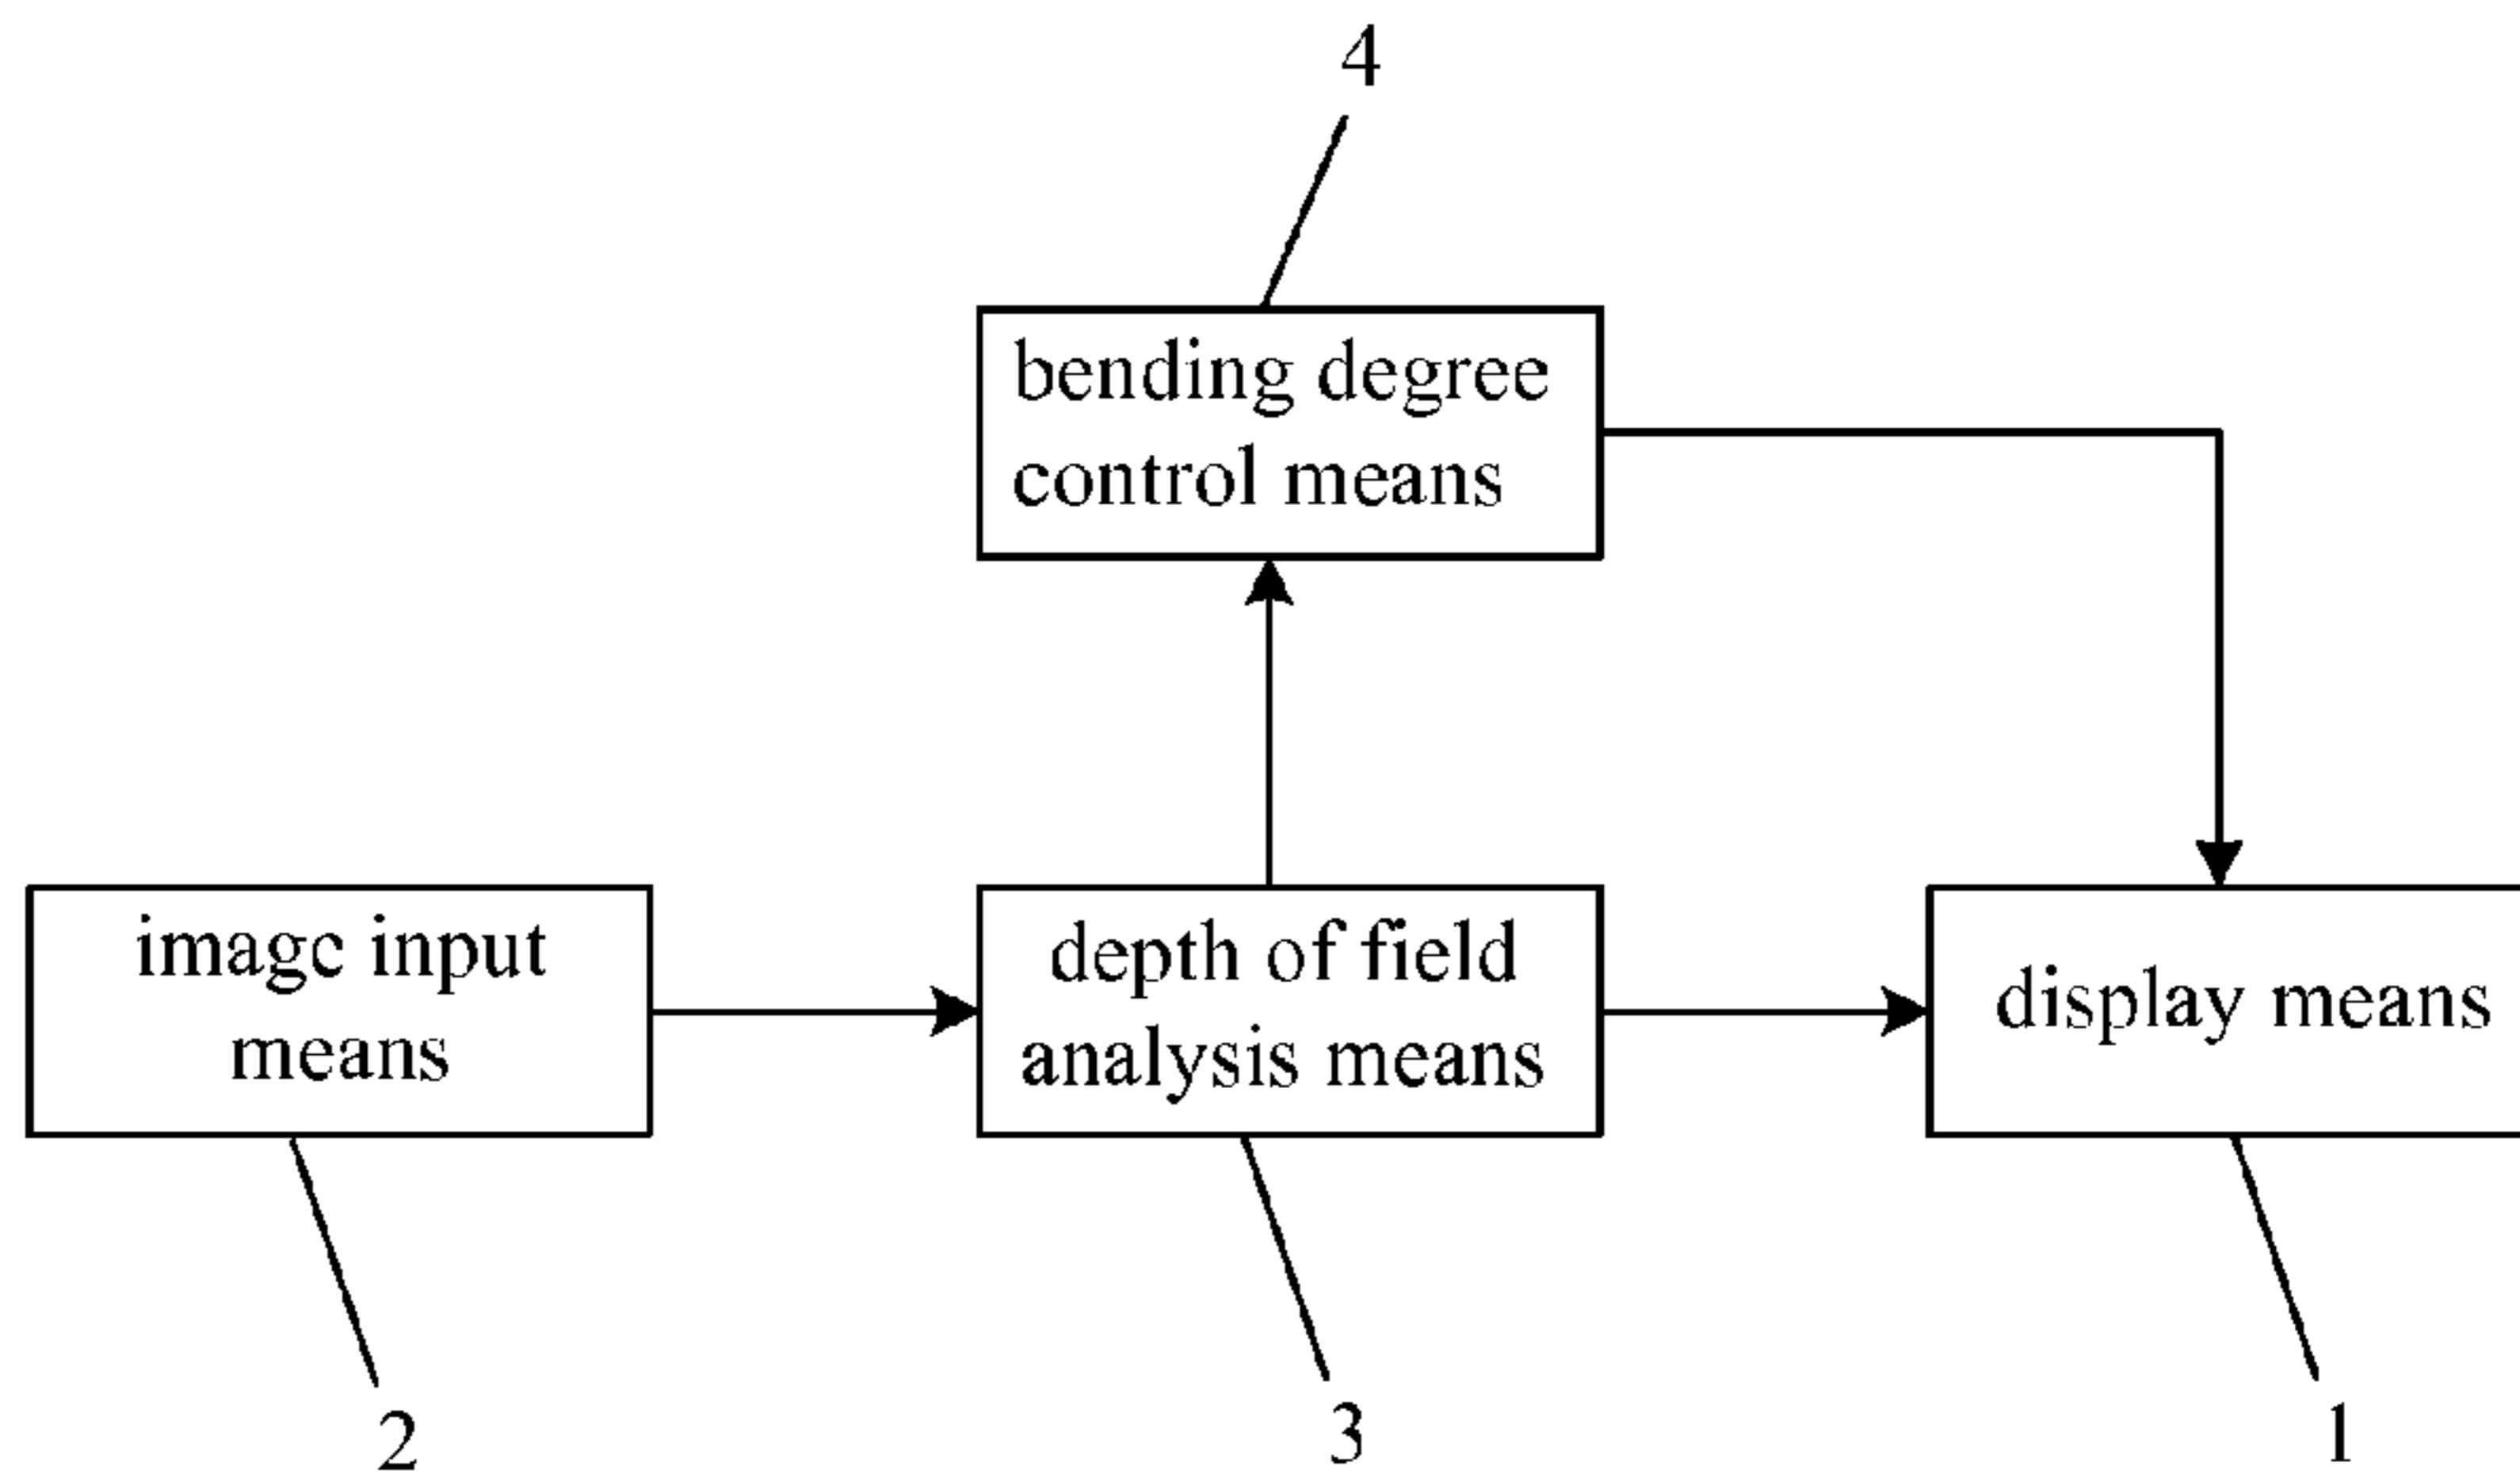 4
bending degree
control means
image input
means
depth of field
analysis means
display means
2
3
1